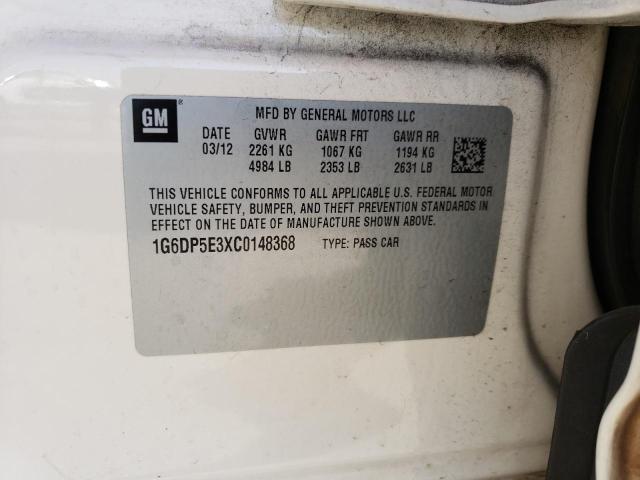 GM
MFD BY GENERAL MOTORS LLC
DATE GVWR GAWR FRT GAWR RR
03/12 2261 KG 1067 KG 1194 KG
4984 LB 2353 LB 2631 LB
THIS VEHICLE CONFORMS TO ALL APPLICABLE U.S. FEDERAL MOTOR
VEHICLE SAFETY, BUMPER, AND THEFT PREVENTION STANDARDS IN
EFFECT ON THE DATE OF MANUFACTURE SHOWN ABOVE.
1G6DP5E3XC0148368 TYPE: PASS CAR